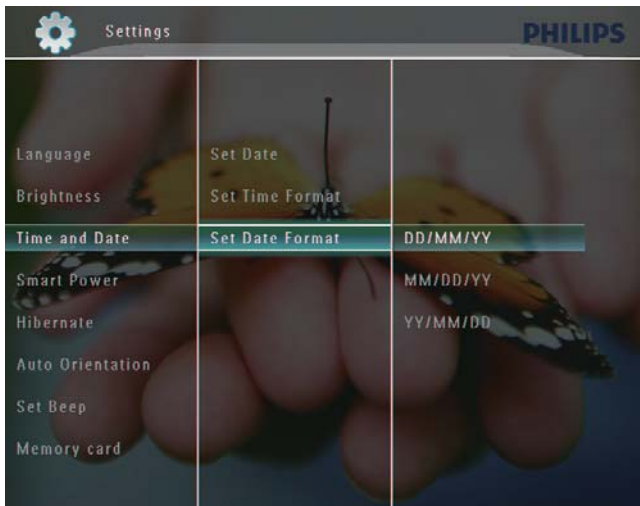 Settings
PHILIPS
Language
Brightness
Time and Date
Smart Power
Hibernate
Auto Orientation
Set Beep
Memory card
Set Date
Set Time Format
Set Date Format
DD/MM/YY
MM/DD/YY
YY/MM/DD